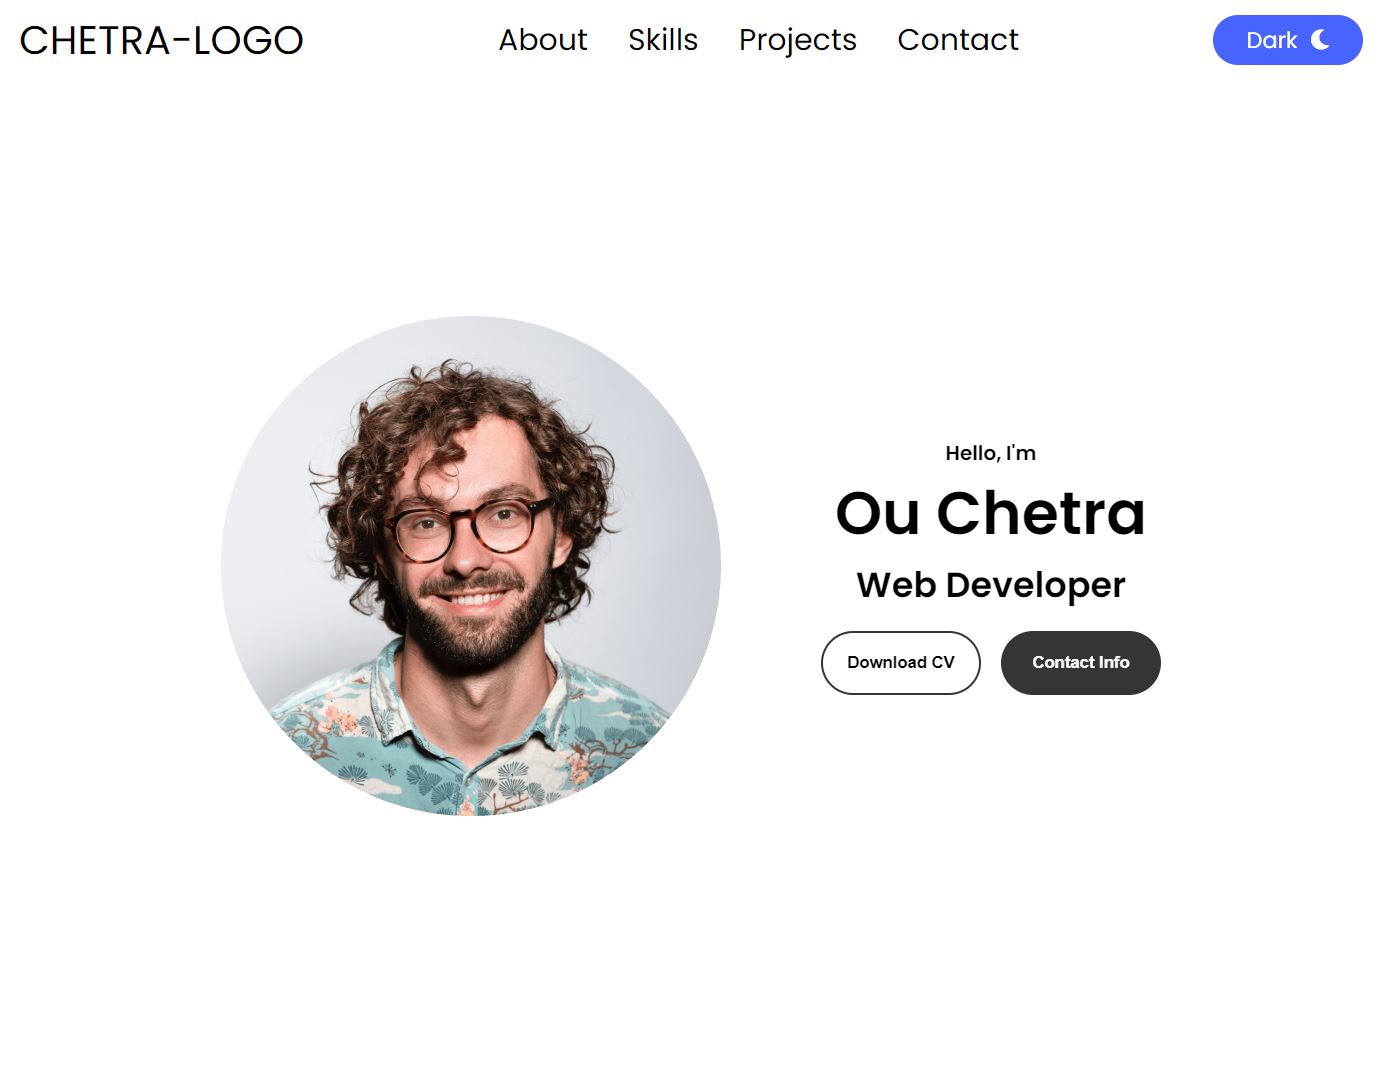 CHETRA-LOGO
About Skills Projects Contact
Dark
Hello, I'm
Ou Chetra
Web Developer
Download CV
Contact Info